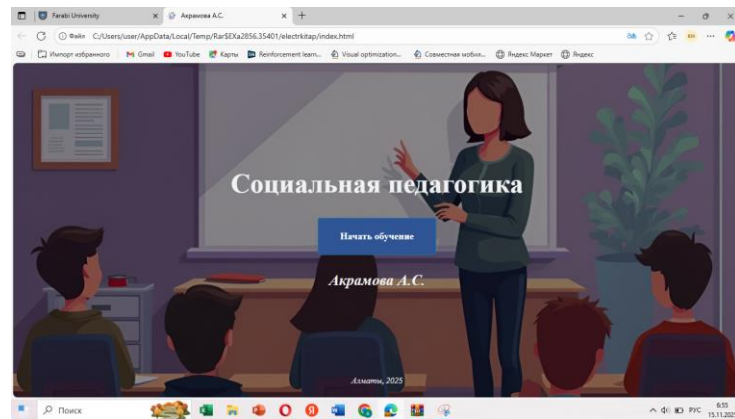 Farabi University
Акрамова А.С.
Файл C:/Users/user/AppData/Local/Temp/Rar$EXa2856.35401/electrkitap/index.html
Импорт избранного Gmail YouTube Карты Reinforcement learn... Visual optimization... Совместная мобил... Яндекс Маркет Яндекс
Социальная педагогика
Начать обучение
Акрамова А.С.
Алматы, 2025
Поиск
РУС
6:55
15.11.2025